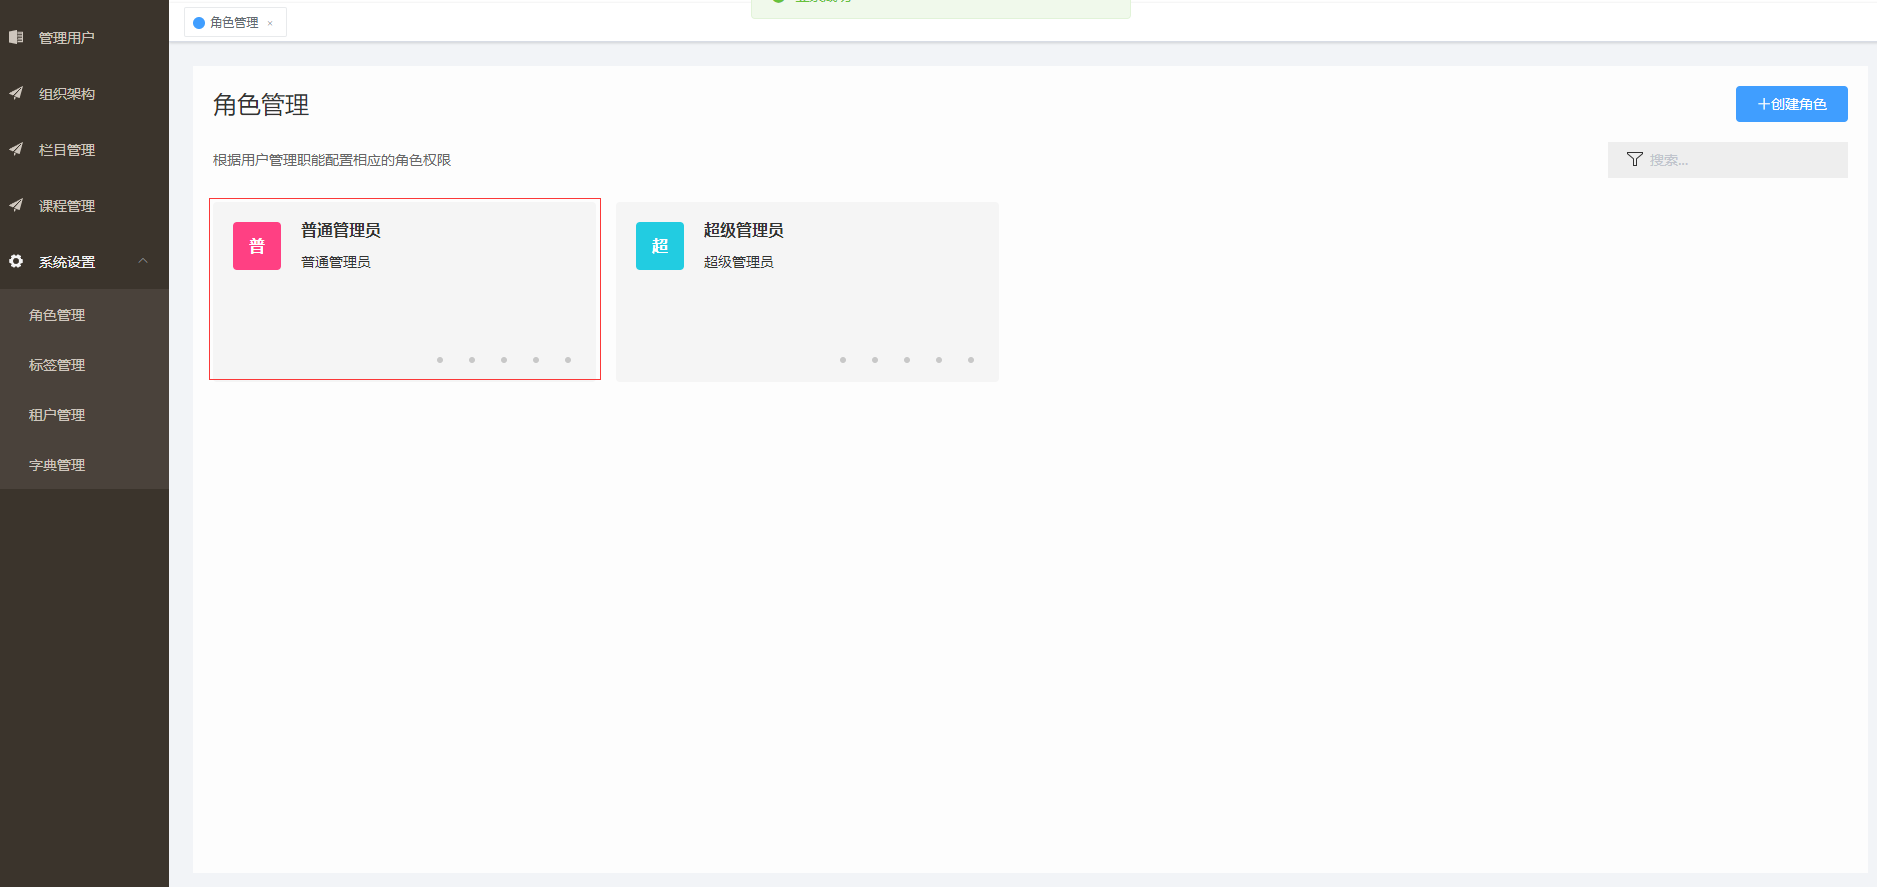 管理用户
组织架构
栏目管理
课程管理
系统设置
角色管理
标签管理
租户管理
字典管理
角色管理 ×
角色管理
+创建角色
根据用户管理职能配置相应的角色权限
搜索...
普
普通管理员
普通管理员
超
超级管理员
超级管理员